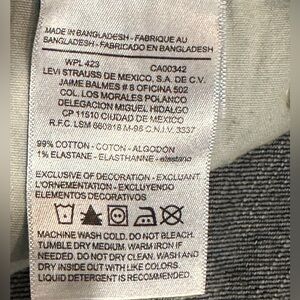 MADE IN BANGLADESH - FABRIQUE AU
BANGLADESH - FABRICADO EN BANGLADESH
WPL 423 CA00342
LEVI STRAUSS DE MEXICO, S.A. DE C.V.
JAIME BALMES # 8 OFICINA 502
COL. LOS MORALES POLANCO
DELEGACION MIGUEL HIDALGO
CP 11510 CIUDAD DE MEXICO
R.F.C. LSM 660818 M-98 C.N.I.V. 3337
99% COTTON - COTON - ALGODON
1% ELASTANE - ELASTHANNE - elastano
EXCLUSIVE OF DECORATION - EXCLUANT
L'ORNEMENTATION - EXCLUYENDO
ELEMENTOS DECORATIVOS
MACHINE WASH COLD. DO NOT BLEACH.
TUMBLE DRY MEDIUM. WARM IRON IF
NEEDED. DO NOT DRY CLEAN. WASH AND
DRY INSIDE OUT WITH LIKE COLORS.
LIQUID DETERGENT IS RECOMMENDED.